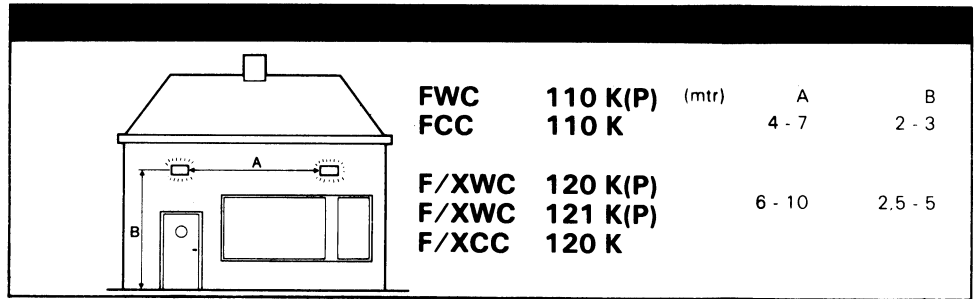 FWC 110 K(P) (mtr) A B
FCC 110 K 4 - 7 2 - 3
F/XWC 120 K(P)
F/XWC 121 K(P) 6 - 10 2,5 - 5
F/XCC 120 K
A
B